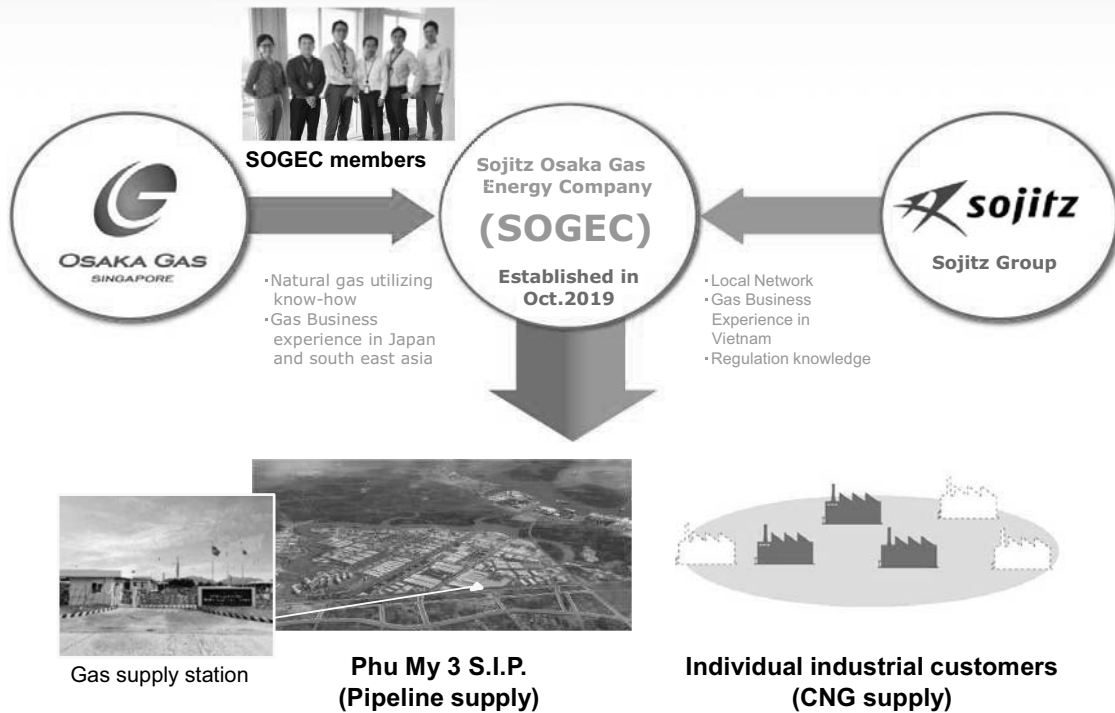 SOGEC members
OSAKA GAS
SINGAPORE
・Natural gas utilizing
know-how
・Gas Business
experience in Japan
and south east asia
Sojitz Osaka Gas
Energy Company
(SOGEC)
Established in
Oct.2019
sojitz
Sojitz Group
・Local Network
・Gas Business
Experience in
Vietnam
・Regulation knowledge
Gas supply station
Phu My 3 S.I.P.
(Pipeline supply)
Individual industrial customers
(CNG supply)